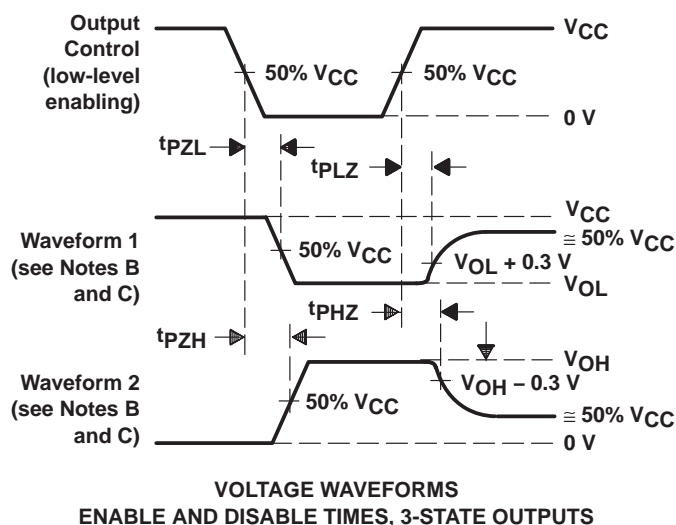 Output
Control
(low-level
enabling)
VCC
50% VCC
50% VCC
0 V
tPZL
tPLZ
Waveform 1
(see Notes B
and C)
VCC
≅ 50% VCC
50% VCC
VOL + 0.3 V
VOL
tPZH
tPHZ
Waveform 2
(see Notes B
and C)
VOH
VOH – 0.3 V
50% VCC
≅ 50% VCC
0 V
VOLTAGE WAVEFORMS
ENABLE AND DISABLE TIMES, 3-STATE OUTPUTS